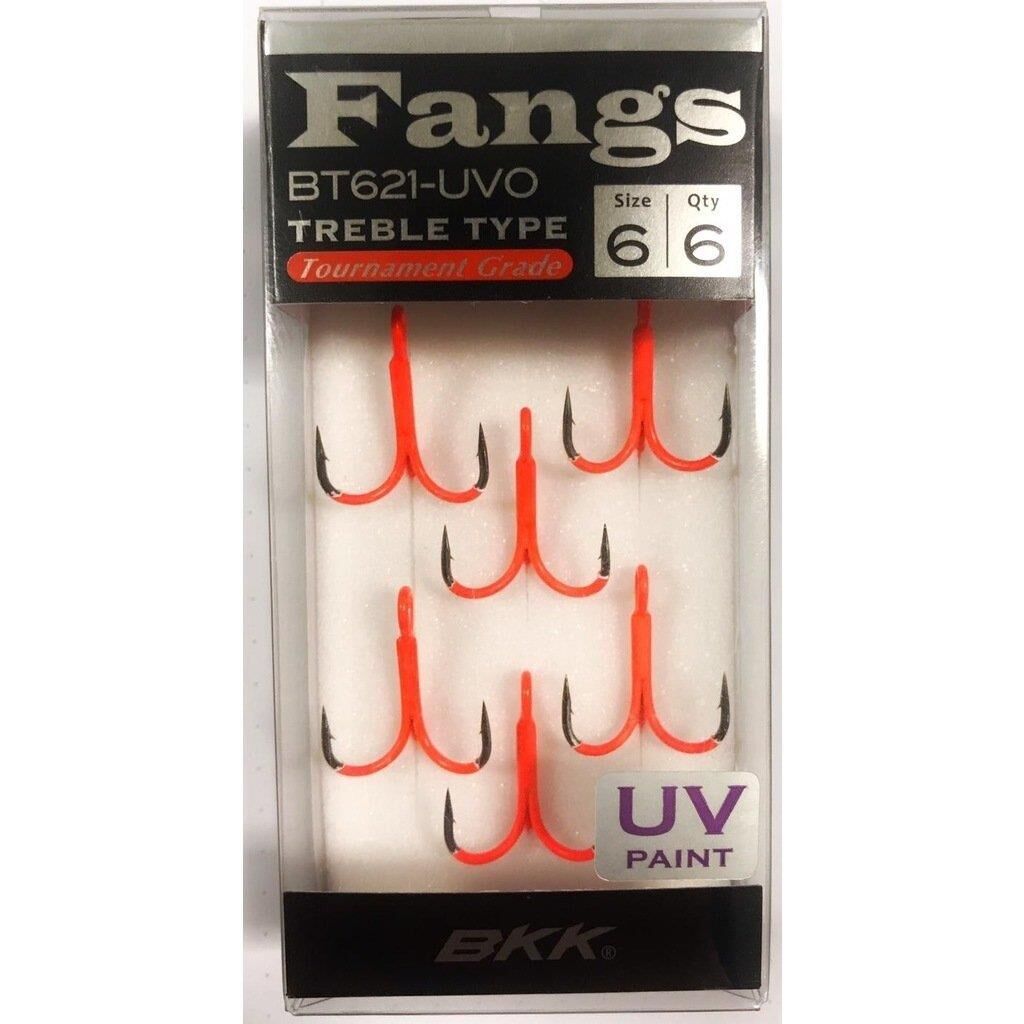 Fangs
BT621-UVO
TREBLE TYPE
Tournament Grade
Size Qty
6 6
UV
PAINT
BKK®